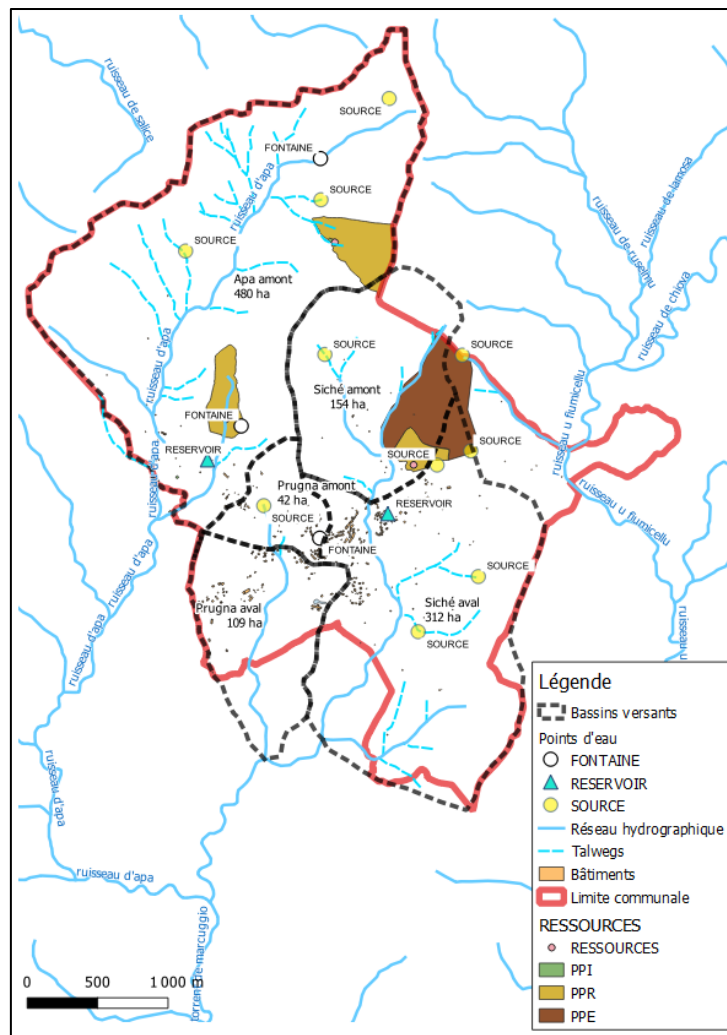 ruisseau de salice
SOURCE
FONTAINE
ruisseau d'apa
SOURCE
SOURCE
ruisseau de lamosa
ruisseau de ruselmu
ruisseau de chiova
Apa amont
480 ha
ruisseau d'apa
SOURCE
SOURCE
Siché amont
154 ha
ruisseau u fiumicellu
FONTAINE
SOURCE
SOURCE
RESERVOIR
ruisseau d'apa
Prugna amont
42 ha
SOURCE
RESERVOIR
ruisseau u fiumicellu
FONTAINE
ruisseau d'apa
SOURCE
Prugna aval
109 ha
Siché aval
312 ha
SOURCE
ruisseau d'apa
ruisseau u
ruisseau d'apa
ruisseau d'apa
torrent de marcuggio
Légende
Bassins versants
Points d'eau
FONTAINE
RESERVOIR
SOURCE
Réseau hydrographique
Talwegs
Bâtiments
Limite communale
RESSOURCES
RESSOURCES
PPI
PPR
PPE
0 500 1 000 m